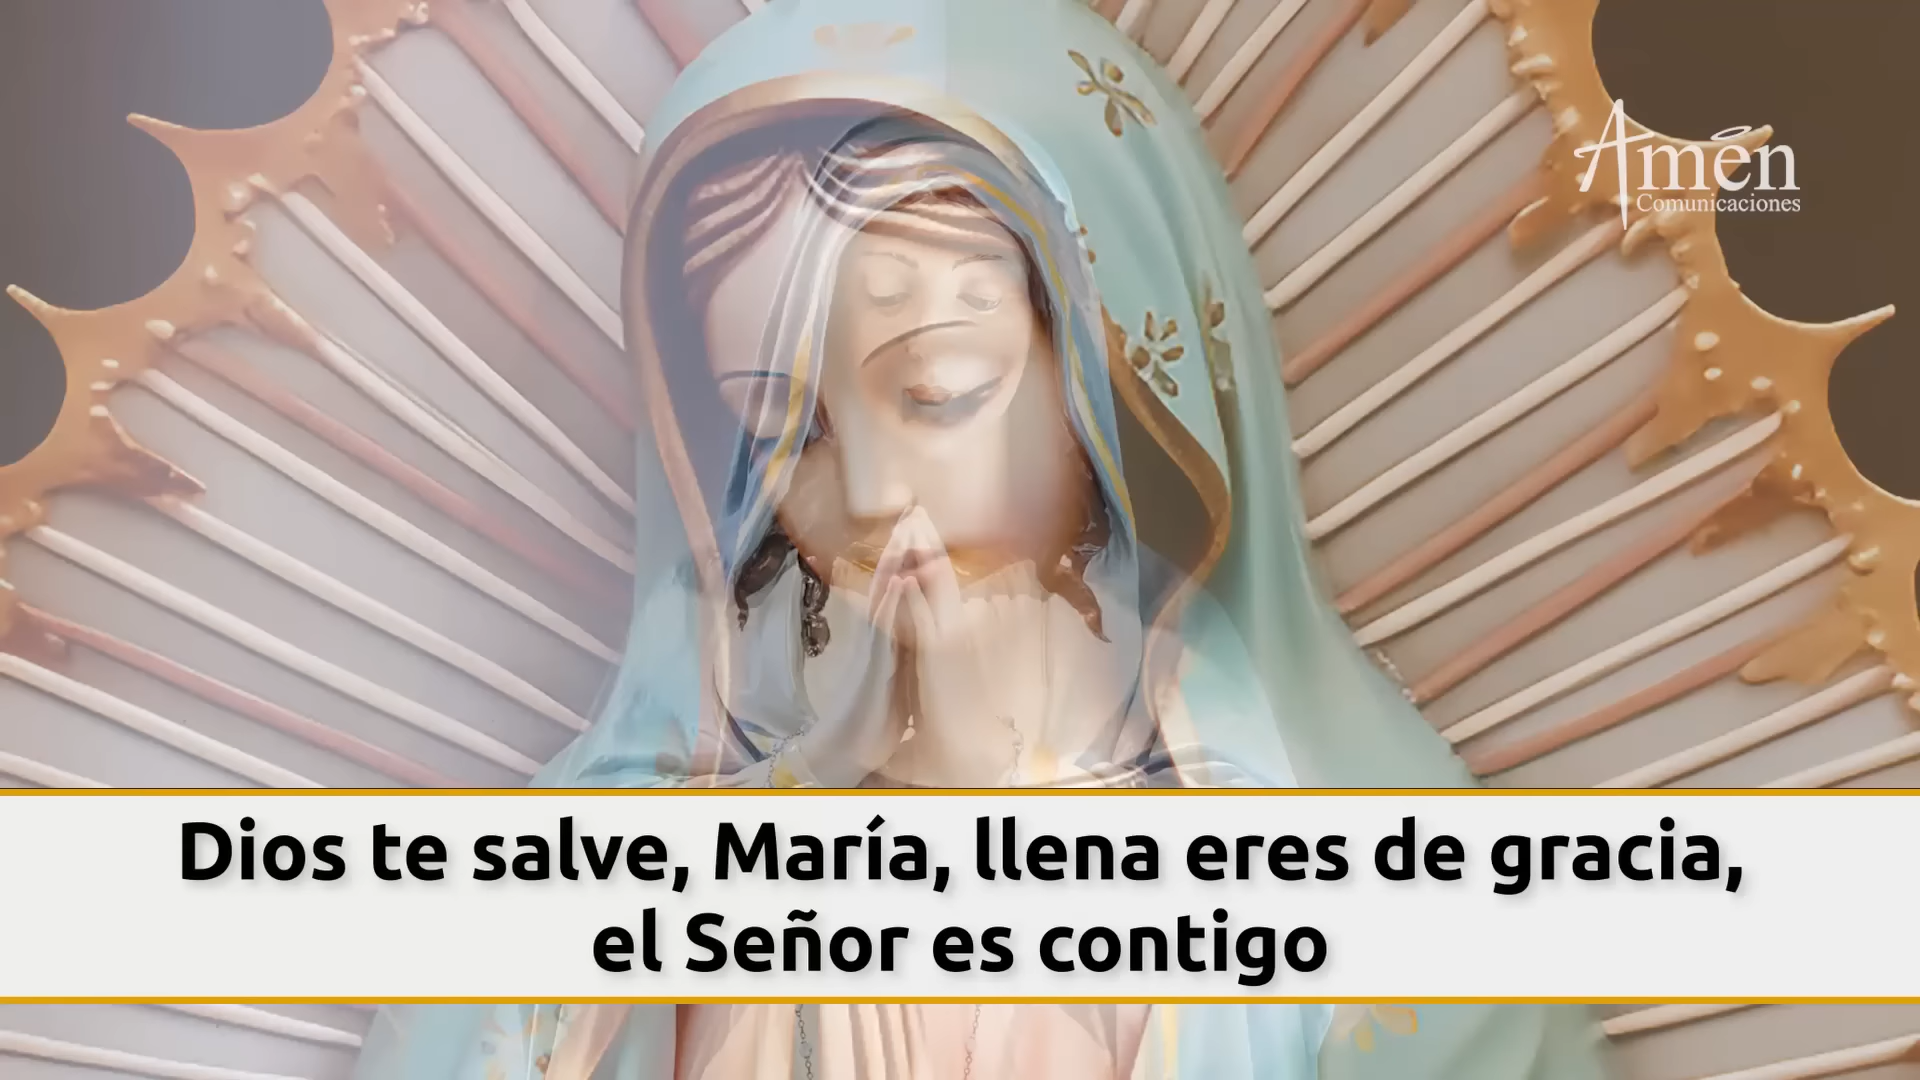 Amén
Comunicaciones
Dios te salve, María, llena eres de gracia,
el Señor es contigo